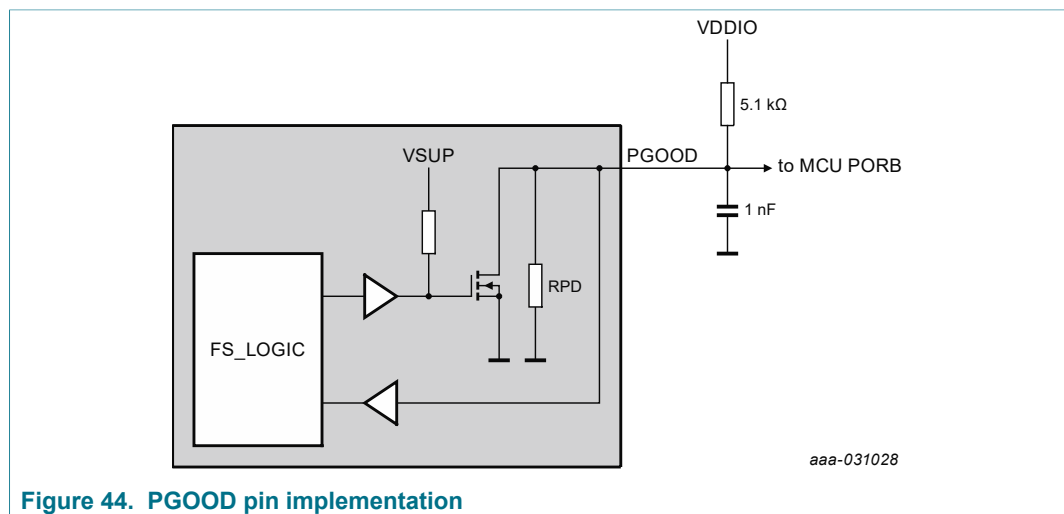 VDDIO
5.1 kΩ
VSUP
PGOOD
to MCU PORB
1 nF
RPD
FS_LOGIC
aaa-031028
Figure 44. PGOOD pin implementation